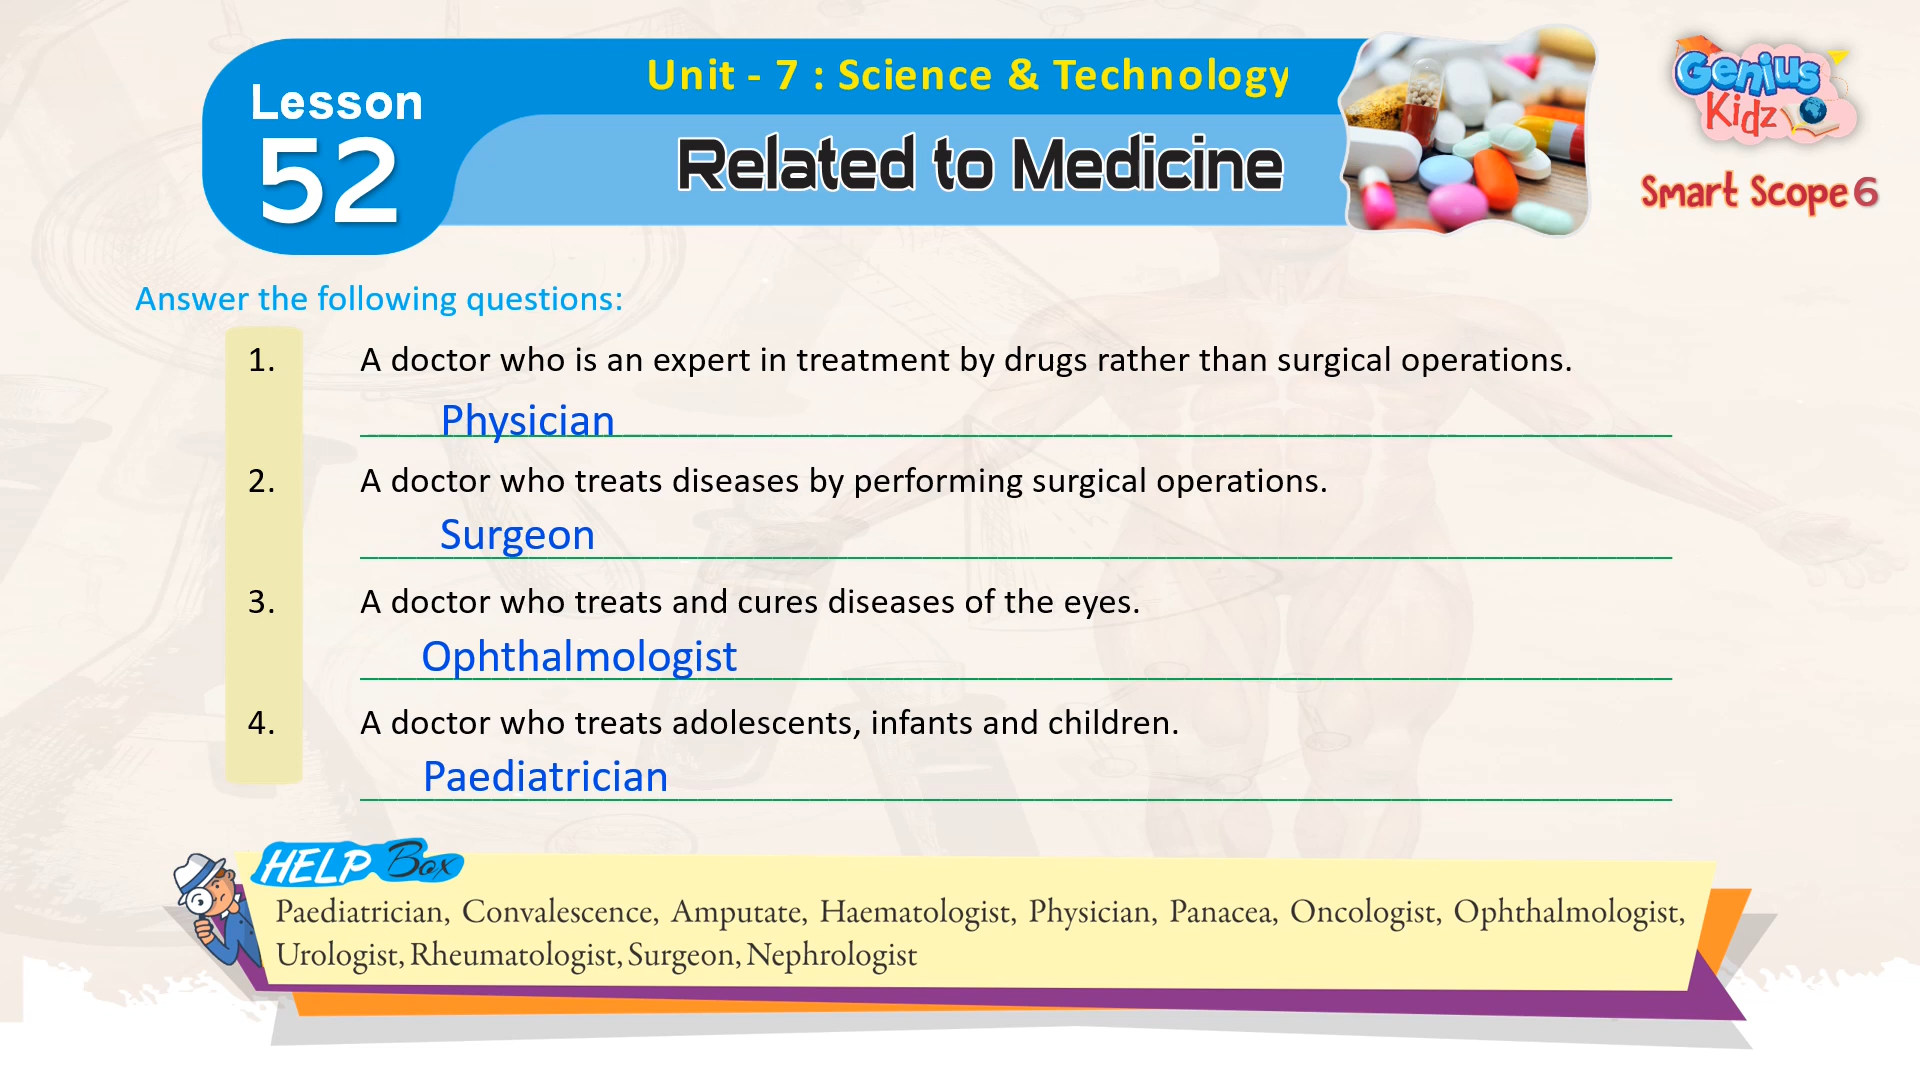 Unit - 7 : Science & Technology
Lesson
52
Related to Medicine
Genius
Kidz
Smart Scope 6
Answer the following questions:
1. A doctor who is an expert in treatment by drugs rather than surgical operations.
Physician
2. A doctor who treats diseases by performing surgical operations.
Surgeon
3. A doctor who treats and cures diseases of the eyes.
Ophthalmologist
4. A doctor who treats adolescents, infants and children.
Paediatrician
HELP Box
Paediatrician, Convalescence, Amputate, Haematologist, Physician, Panacea, Oncologist, Ophthalmologist,
Urologist, Rheumatologist, Surgeon, Nephrologist